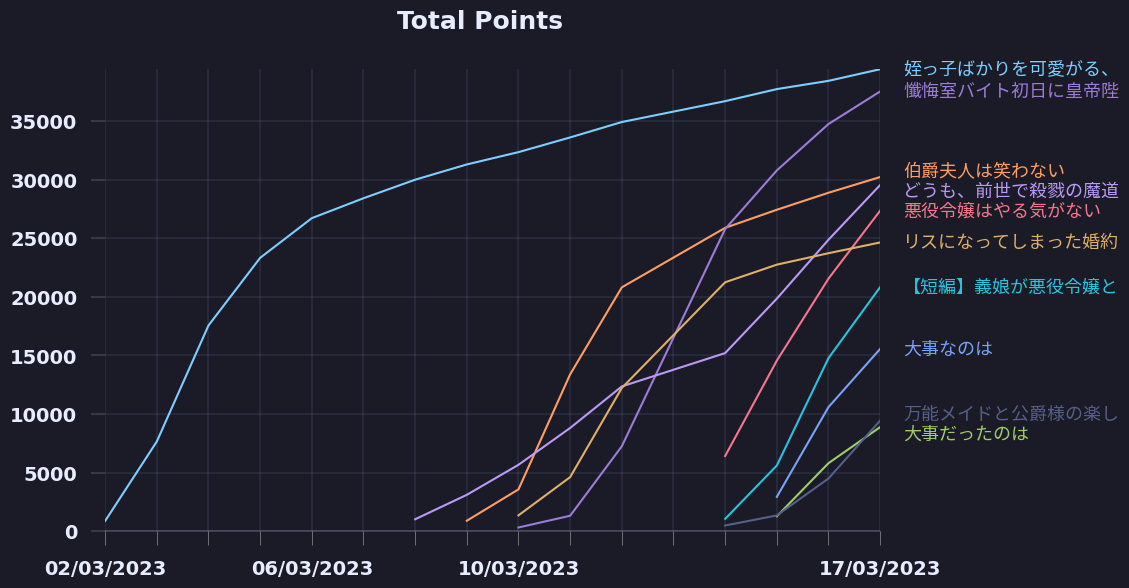 Total Points
姪っ子ばかりを可愛がる、
懺悔室バイト初日に皇帝陛
35000
30000
25000
20000
15000
10000
5000
0
伯爵夫人は笑わない
どうも、前世で殺戮の魔道
悪役令嬢はやる気がない
リスになってしまった婚約
【短編】義娘が悪役令嬢と
大事なのは
万能メイドと公爵様の楽し
大事だったのは
02/03/2023
06/03/2023
10/03/2023
17/03/2023